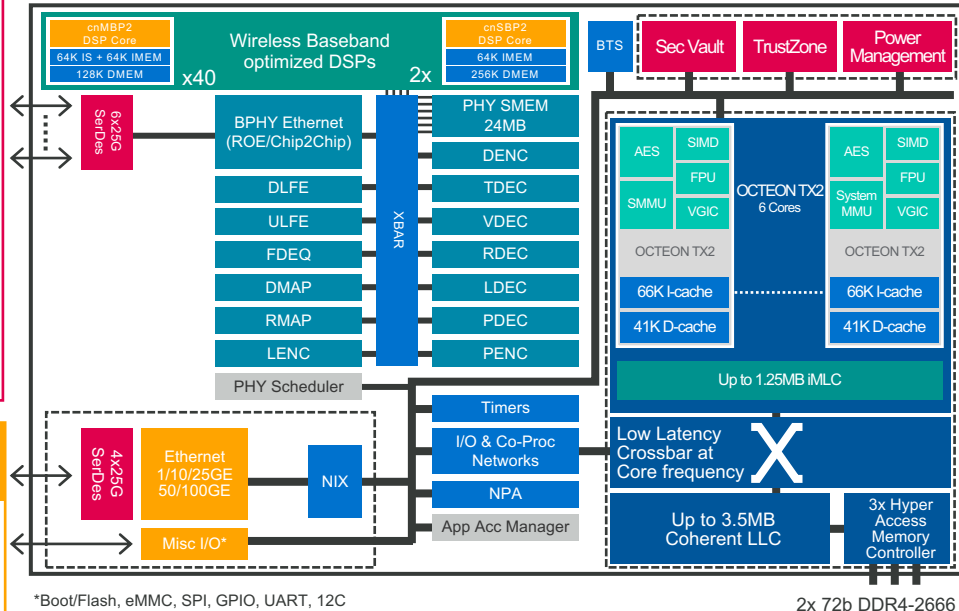 cnMBP2
DSP Core
64K IS + 64K IMEM
128K DMEM
x40
Wireless Baseband
optimized DSPs
2x
cnSBP2
DSP Core
64K IMEM
256K DMEM
BTS
Sec Vault
TrustZone
Power
Management
6x25G
SerDes
BPHY Ethernet
(ROE/Chip2Chip)
DLFE
ULFE
FDEQ
DMAP
RMAP
LENC
PHY Scheduler
XBAR
PHY SMEM
24MB
DENC
TDEC
VDEC
RDEC
LDEC
PDEC
PENC
AES
SIMD
FPU
SMMU
VGIC
OCTEON TX2
66K I-cache
41K D-cache
OCTEON TX2
6 Cores
AES
SIMD
FPU
System
MMU
VGIC
OCTEON TX2
66K I-cache
41K D-cache
Up to 1.25MB iMLC
4x25G
SerDes
Ethernet
1/10/25GE
50/100GE
NIX
Misc I/O*
Timers
I/O & Co-Proc
Networks
NPA
App Acc Manager
Low Latency
Crossbar at
Core frequency
X
Up to 3.5MB
Coherent LLC
3x Hyper
Access
Memory
Controller
*Boot/Flash, eMMC, SPI, GPIO, UART, 12C
2x 72b DDR4-2666